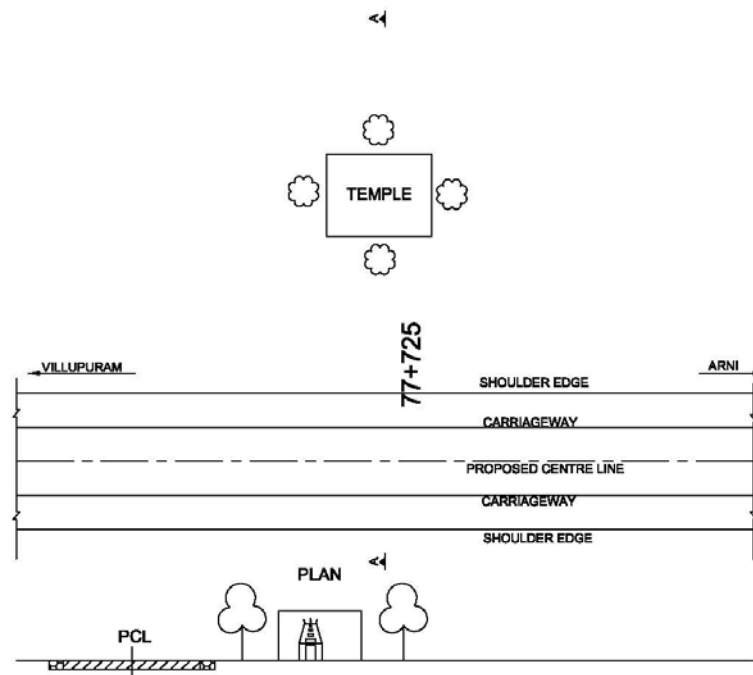 A
TEMPLE
77+725
VILLUPURAM
ARNI
SHOULDER EDGE
CARRIAGEWAY
PROPOSED CENTRE LINE
CARRIAGEWAY
SHOULDER EDGE
A
PLAN
PCL